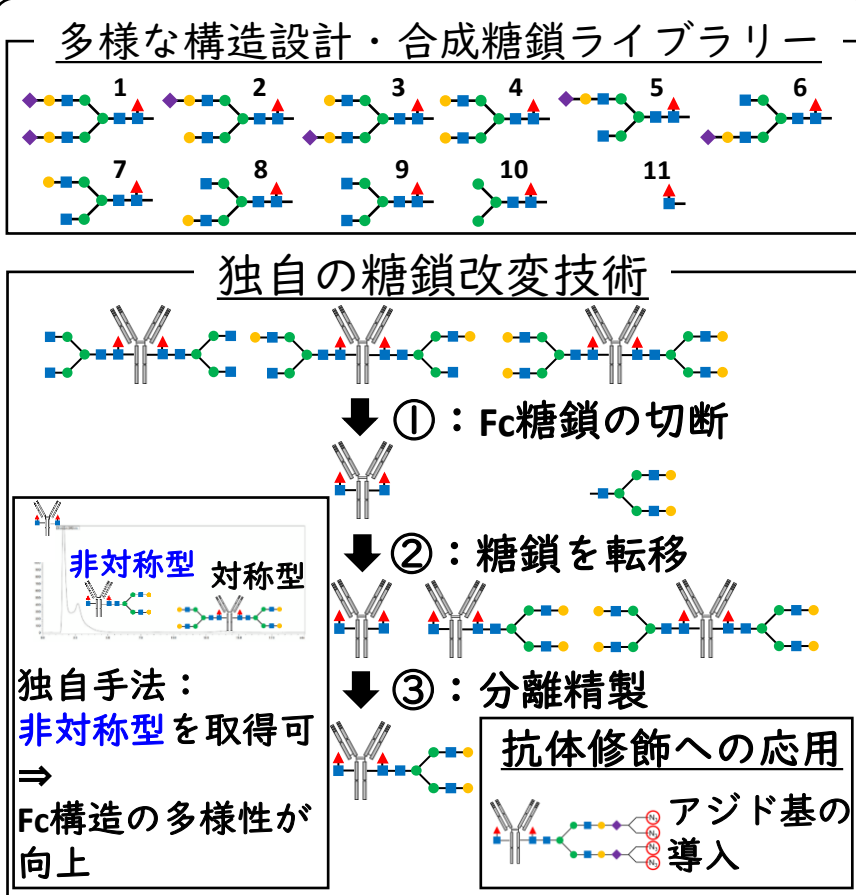 多様な構造設計・合成糖鎖ライブラリー
1 2 3 4 5 6
7 8 9 10 11
独自の糖鎖改変技術
①：Fc糖鎖の切断
②：糖鎖を転移
非対称型 対称型
③：分離精製
独自手法：
非対称型を取得可
⇒
Fc構造の多様性が
向上
抗体修飾への応用
アジド基の
導入
N3
N3
N3
N3